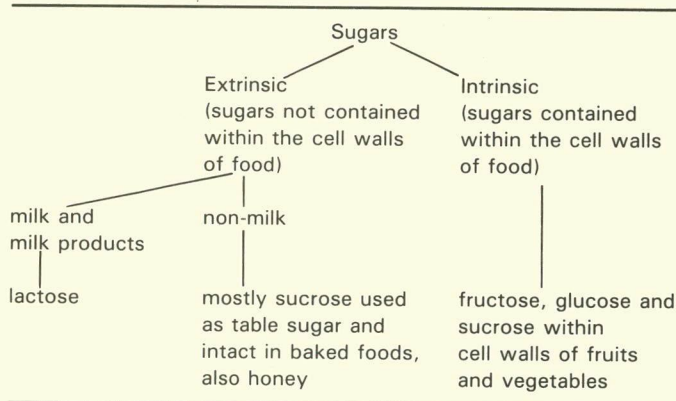 Sugars
Extrinsic
(sugars not contained
within the cell walls
of food)
Intrinsic
(sugars contained
within the cell walls
of food)
milk and
milk products
non-milk
lactose
mostly sucrose used
as table sugar and
intact in baked foods,
also honey
fructose, glucose and
sucrose within
cell walls of fruits
and vegetables